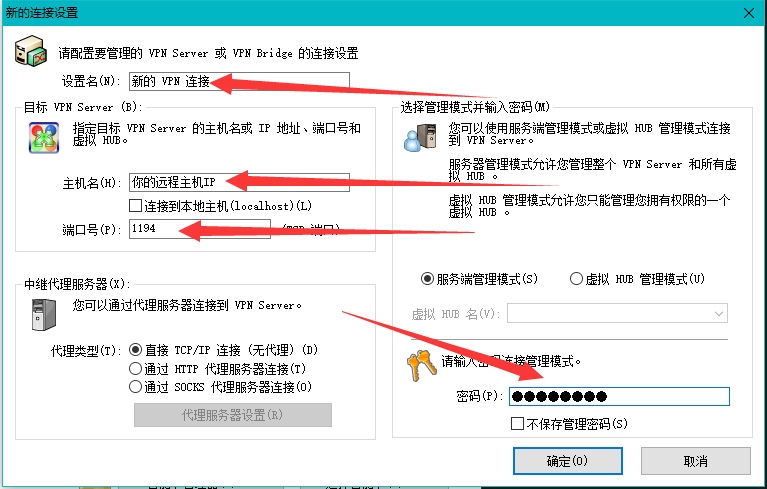 新的连接设置
请配置要管理的 VPN Server 或 VPN Bridge 的连接设置
设置名(N): 新的 VPN 连接
目标 VPN Server (B):
指定目标 VPN Server 的主机名或 IP 地址、端口号和
虚拟 HUB。
主机名(H): 你的远程主机IP
连接到本地主机(localhost)(L)
端口号(P): 1194
端口)
中继代理服务器(X):
您可以通过代理服务器连接到 VPN Server。
代理类型(T): 直接 TCP/IP 连接 (无代理) (D)
通过 HTTP 代理服务器连接(T)
通过 SOCKS 代理服务器连接(O)
代理服务器设置(R)
选择管理模式并输入密码(M)
您可以使用服务端管理模式或虚拟 HUB 管理模式连接
到 VPN Server。
服务器管理模式允许您管理整个 VPN Server 和所有虚
拟 HUB 。
虚拟 HUB 管理模式允许您只能管理您拥有权限的一个
虚拟 HUB 。
服务端管理模式(S) 虚拟 HUB 管理模式(U)
虚拟 HUB 名(V):
请输入密码连接管理模式。
密码(P): ●●●●●●●●
不保存管理密码(S)
确定(O) 取消